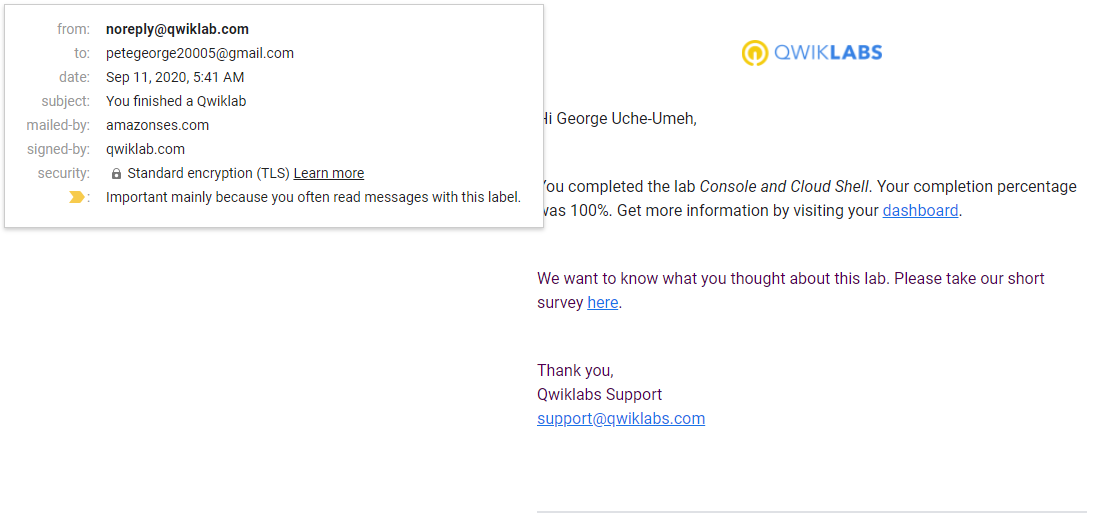 from: noreply@qwiklab.com
to: petegeorge20005@gmail.com
date: Sep 11, 2020, 5:41 AM
subject: You finished a Qwiklab
mailed-by: amazonses.com
signed-by: qwiklab.com
security: Standard encryption (TLS) Learn more
: Important mainly because you often read messages with this label.
QWIKLABS
Hi George Uche-Umeh,
You completed the lab Console and Cloud Shell. Your completion percentage
was 100%. Get more information by visiting your dashboard.
We want to know what you thought about this lab. Please take our short
survey here.
Thank you,
Qwiklabs Support
support@qwiklabs.com